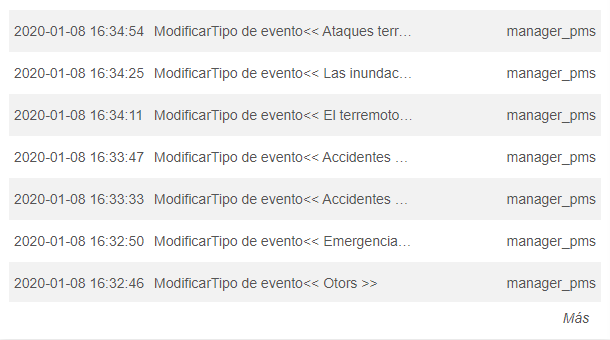 2020-01-08 16:34:54 ModificarTipo de evento<< Ataques terr... manager_pms
2020-01-08 16:34:25 ModificarTipo de evento<< Las inundac... manager_pms
2020-01-08 16:34:11 ModificarTipo de evento<< El terremoto... manager_pms
2020-01-08 16:33:47 ModificarTipo de evento<< Accidentes ... manager_pms
2020-01-08 16:33:33 ModificarTipo de evento<< Accidentes ... manager_pms
2020-01-08 16:32:50 ModificarTipo de evento<< Emergencia... manager_pms
2020-01-08 16:32:46 ModificarTipo de evento<< Otors >> manager_pms
Más